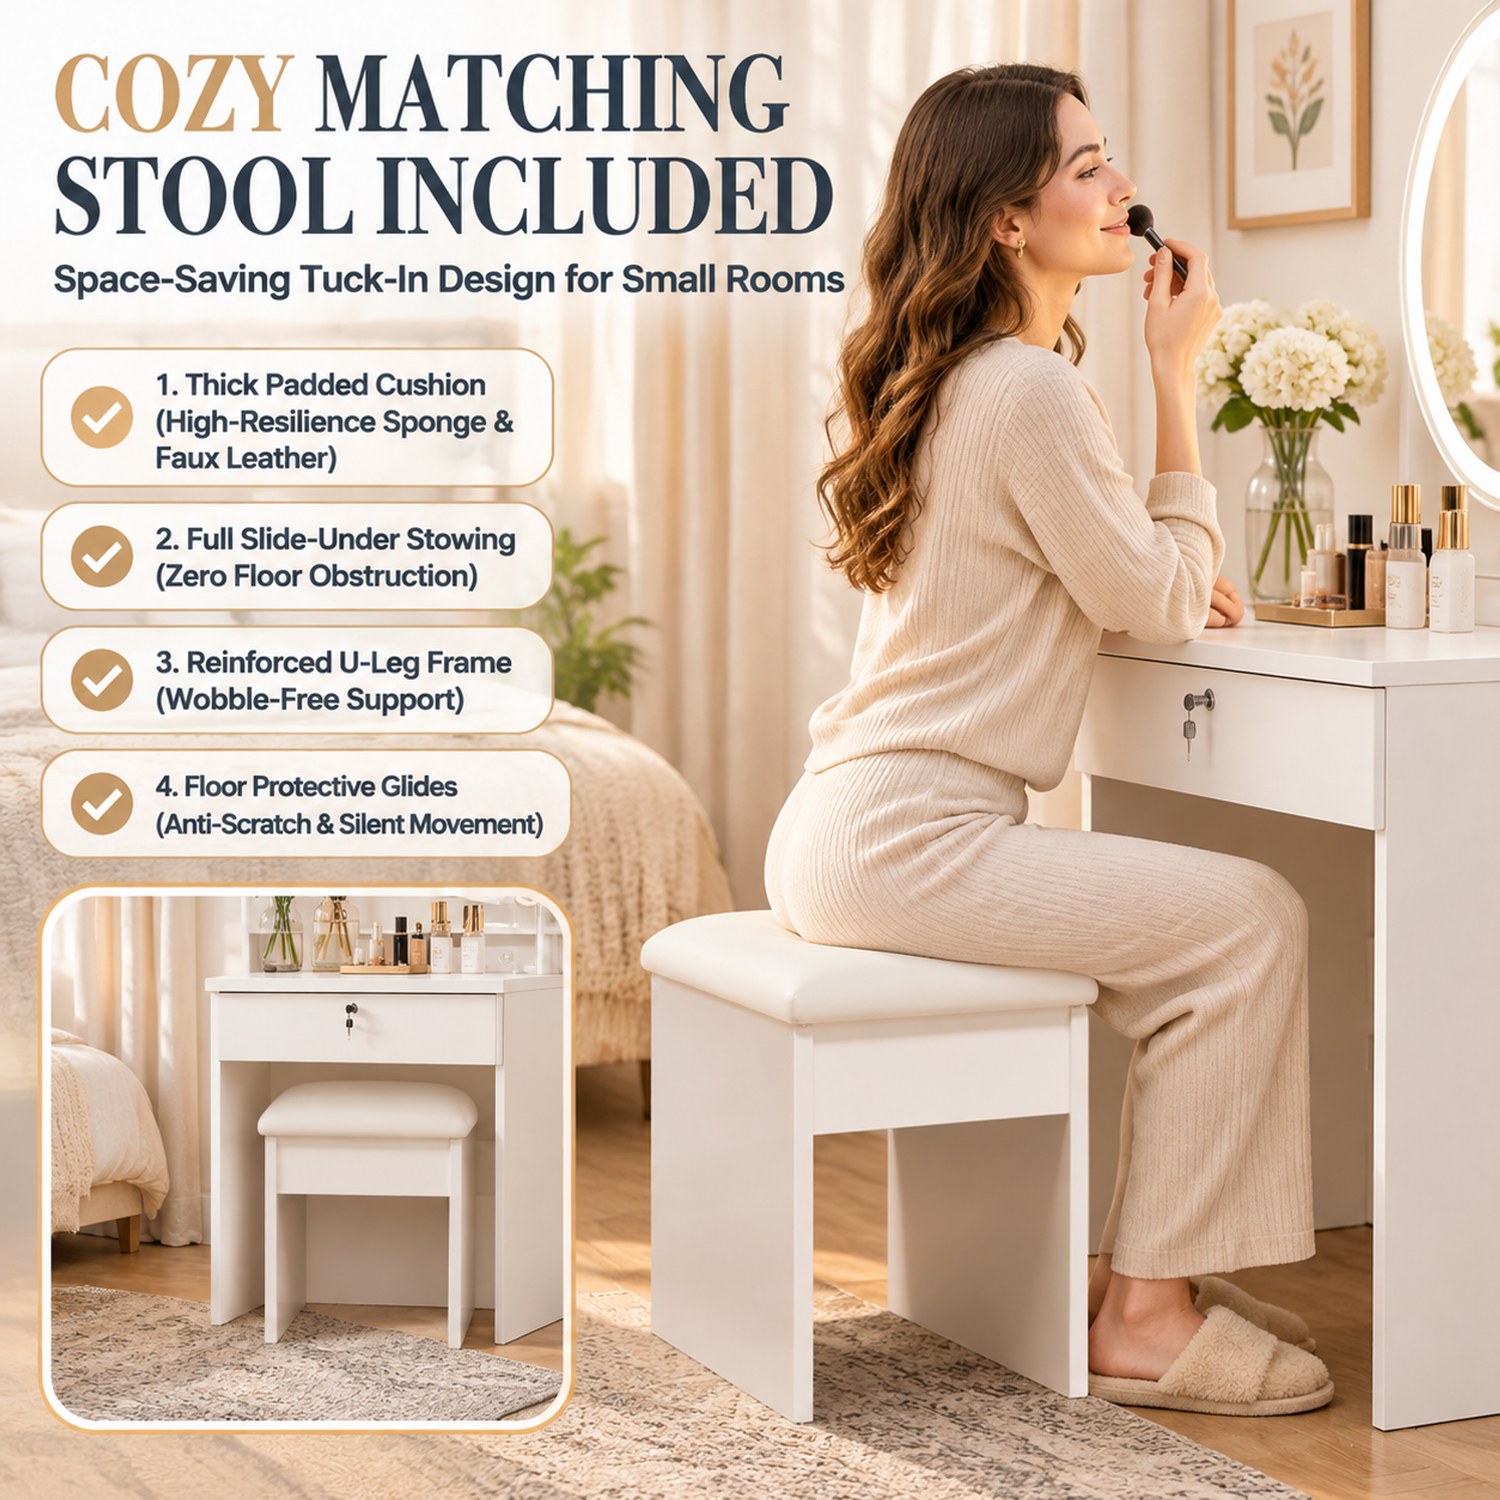 COZY MATCHING
STOOL INCLUDED
Space-Saving Tuck-In Design for Small Rooms
1. Thick Padded Cushion
(High-Resilience Sponge &
Faux Leather)
2. Full Slide-Under Stowing
(Zero Floor Obstruction)
3. Reinforced U-Leg Frame
(Wobble-Free Support)
4. Floor Protective Glides
(Anti-Scratch & Silent Movement)